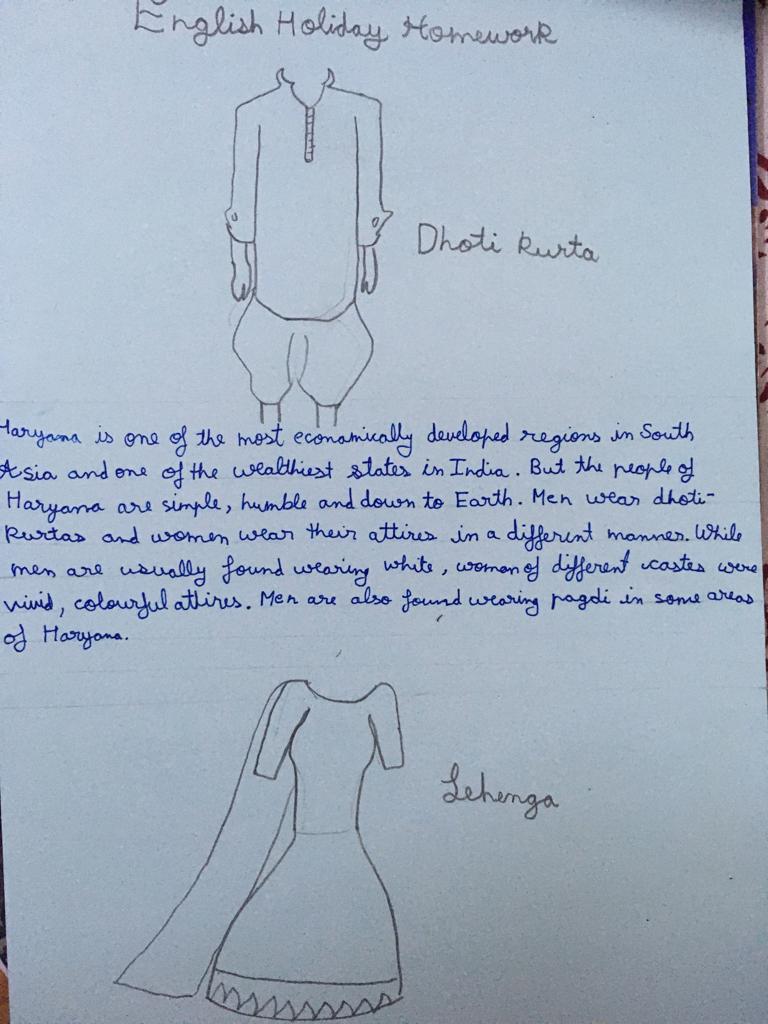 English Holiday Homework
Dhoti Kurta
Haryana is one of the most economically developed regions in South
Asia and one of the wealthiest states in India. But the people of
Haryana are simple, humble and down to Earth. Men wear dhoti-
kurtas and women wear their attires in a different manner. While
men are usually found wearing white, women of different castes were
vivid, colourful attires. Men are also found wearing pagdi in some areas
of Haryana.
Lehenga